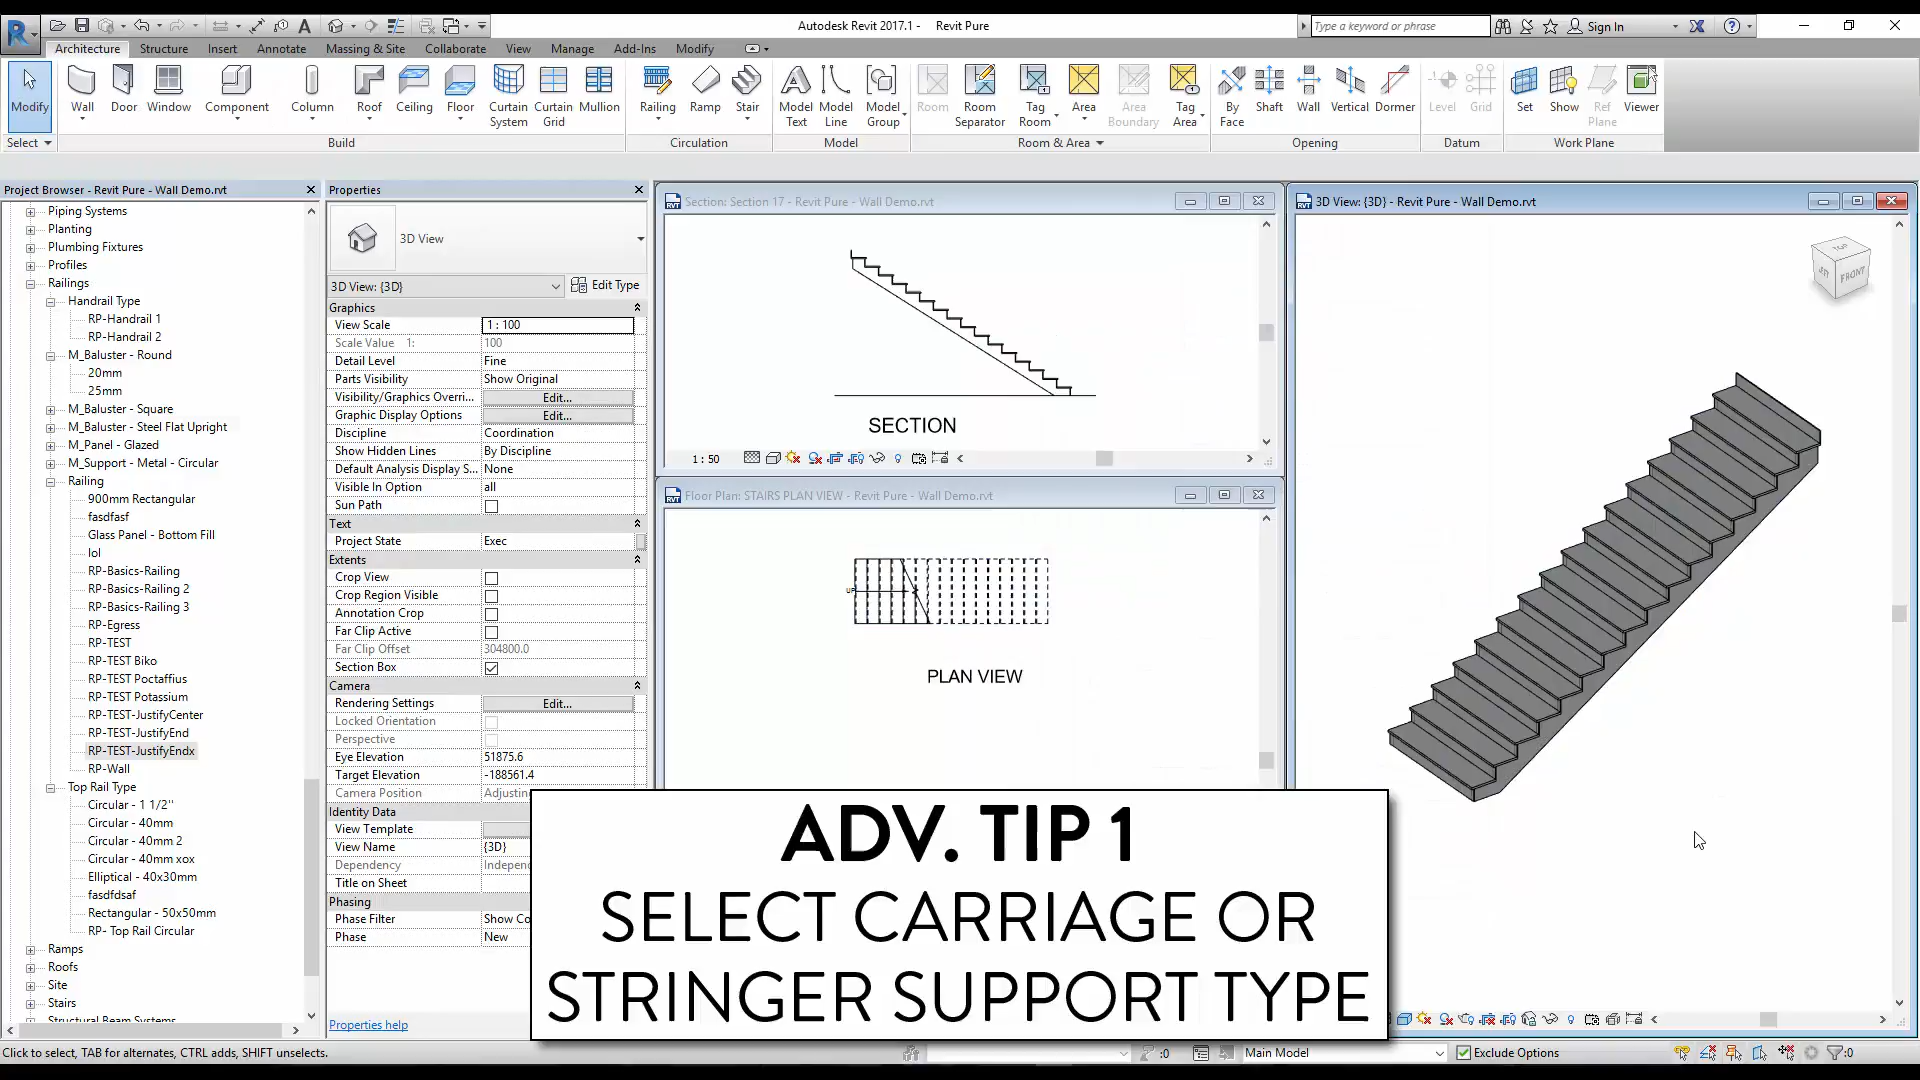 Autodesk Revit 2017.1 - Revit Pure
Type a keyword or phrase
Sign In
Architecture
Structure
Insert
Annotate
Massing & Site
Collaborate
View
Manage
Add-Ins
Modify
Modify
Wall
Door
Window
Component
Column
Roof
Ceiling
Floor
Curtain System
Curtain Grid
Mullion
Railing
Ramp
Stair
Model Text
Model Line
Model Group
Room
Room Separator
Tag Room
Area
Area Boundary
Tag Area
By Face
Shaft
Wall
Vertical
Dormer
Level
Grid
Set
Show
Ref Plane
Viewer
Select
Build
Circulation
Model
Room & Area
Opening
Datum
Work Plane
Project Browser - Revit Pure - Wall Demo.rvt
Piping Systems
Planting
Plumbing Fixtures
Profiles
Railings
Handrail Type
RP-Handrail 1
RP-Handrail 2
M_Baluster - Round
20mm
25mm
M_Baluster - Square
M_Baluster - Steel Flat Upright
M_Panel - Glazed
M_Support - Metal - Circular
Railing
900mm Rectangular
fasdfasf
Glass Panel - Bottom Fill
lol
RP-Basics-Railing
RP-Basics-Railing 2
RP-Basics-Railing 3
RP-Egress
RP-TEST
RP-TEST Biko
RP-TEST Poctaffius
RP-TEST Potassium
RP-TEST-JustifyCenter
RP-TEST-JustifyEnd
RP-TEST-JustifyEndx
RP-Wall
Top Rail Type
Circular - 1 1/2''
Circular - 40mm
Circular - 40mm 2
Circular - 40mm xox
Elliptical - 40x30mm
fasdfdsaf
Rectangular - 50x50mm
RP- Top Rail Circular
Ramps
Roofs
Site
Stairs
Structural Beam Systems
Properties
3D View
3D View: {3D}
Edit Type
Graphics
View Scale 1 : 100
Scale Value 1: 100
Detail Level Fine
Parts Visibility Show Original
Visibility/Graphics Overri... Edit...
Graphic Display Options Edit...
Discipline Coordination
Show Hidden Lines By Discipline
Default Analysis Display S... None
Visible In Option all
Sun Path
Text
Project State Exec
Extents
Crop View
Crop Region Visible
Annotation Crop
Far Clip Active
Far Clip Offset 304800.0
Section Box
Camera
Rendering Settings Edit...
Locked Orientation
Perspective
Eye Elevation 51875.6
Target Elevation -188561.4
Camera Position Adjustin
Identity Data
View Template
View Name {3D}
Dependency Indepen
Title on Sheet
Phasing
Phase Filter Show Co
Phase New
Properties help
Section: Section 17 - Revit Pure - Wall Demo.rvt
SECTION
1 : 50
Floor Plan: STAIRS PLAN VIEW - Revit Pure - Wall Demo.rvt
UP
PLAN VIEW
3D View: {3D} - Revit Pure - Wall Demo.rvt
TOP
FRONT
ADV. TIP 1
SELECT CARRIAGE OR
STRINGER SUPPORT TYPE
Click to select, TAB for alternates, CTRL adds, SHIFT unselects.
:0
Main Model
Exclude Options
:0